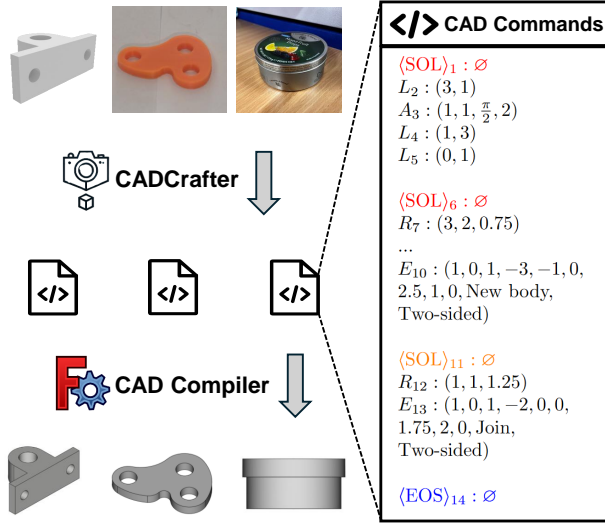 </> CAD Commands
⟨SOL⟩₁ : ∅
L₂ : (3, 1)
A₃ : (1, 1, π/2, 2)
L₄ : (1, 3)
L₅ : (0, 1)
⟨SOL⟩₆ : ∅
R₇ : (3, 2, 0.75)
...
E₁₀ : (1, 0, 1, −3, −1, 0,
2.5, 1, 0, New body,
Two-sided)
⟨SOL⟩₁₁ : ∅
R₁₂ : (1, 1, 1.25)
E₁₃ : (1, 0, 1, −2, 0, 0,
1.75, 2, 0, Join,
Two-sided)
⟨EOS⟩₁₄ : ∅
CADCrafter
</>
</>
</>
CAD Compiler